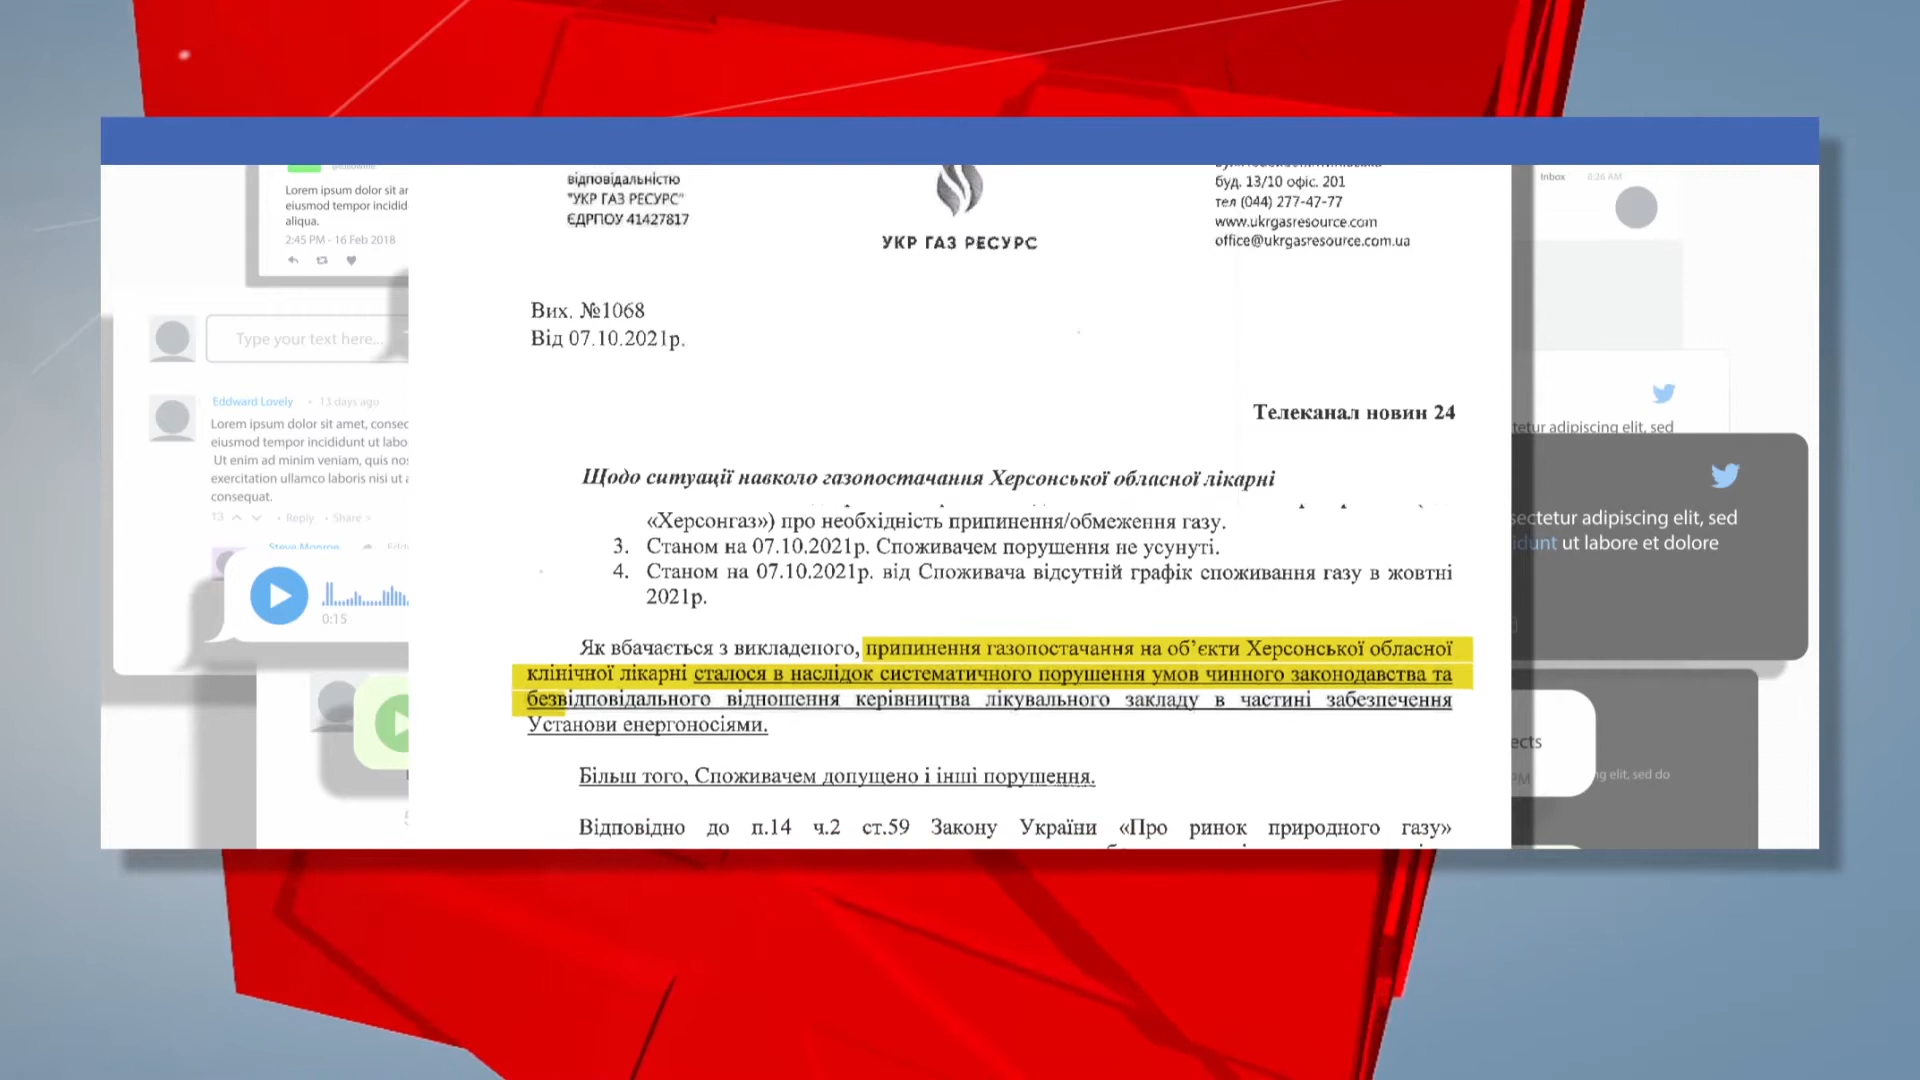 відповідальністю
"УКР ГАЗ РЕСУРС"
ЄДРПОУ 41427817
УКР ГАЗ РЕСУРС
буд. 13/10 офіс. 201
тел (044) 277-47-77
www.ukrgasresource.com
office@ukrgasresource.com.ua
Вих. №1068
Від 07.10.2021р.
Телеканал новин 24
Щодо ситуації навколо газопостачання Херсонської обласної лікарні
«Херсонгаз») про необхідність припинення/обмеження газу.
3. Станом на 07.10.2021р. Споживачем порушення не усунуті.
4. Станом на 07.10.2021р. від Споживача відсутній графік споживання газу в жовтні
2021р.
Як вбачається з викладеного, припинення газопостачання на об’єкти Херсонської обласної
клінічної лікарні сталося в наслідок систематичного порушення умов чинного законодавства та
безвідповідального відношення керівництва лікувального закладу в частині забезпечення
Установи енергоносіями.
Більш того, Споживачем допущено і інші порушення.
Відповідно до п.14 ч.2 ст.59 Закону України «Про ринок природного газу»
Lorem ipsum dolor sit ar
eiusmod tempor incidid
aliqua.
2:45 PM - 16 Feb 2018
Type your text here...
Eddward Lovely • 13 days ago
Lorem ipsum dolor sit amet, consec
eiusmod tempor incididunt ut labo
Ut enim ad minim veniam, quis nos
exercitation ullamco laboris nisi ut a
consequat.
13 • Reply • Share >
Steve Monroe
0:15
Inbox 8:26 AM
tetur adipiscing elit, sed
sectetur adipiscing elit, sed
idunt ut labore et dolore
ects
PM
ng elit, sed do